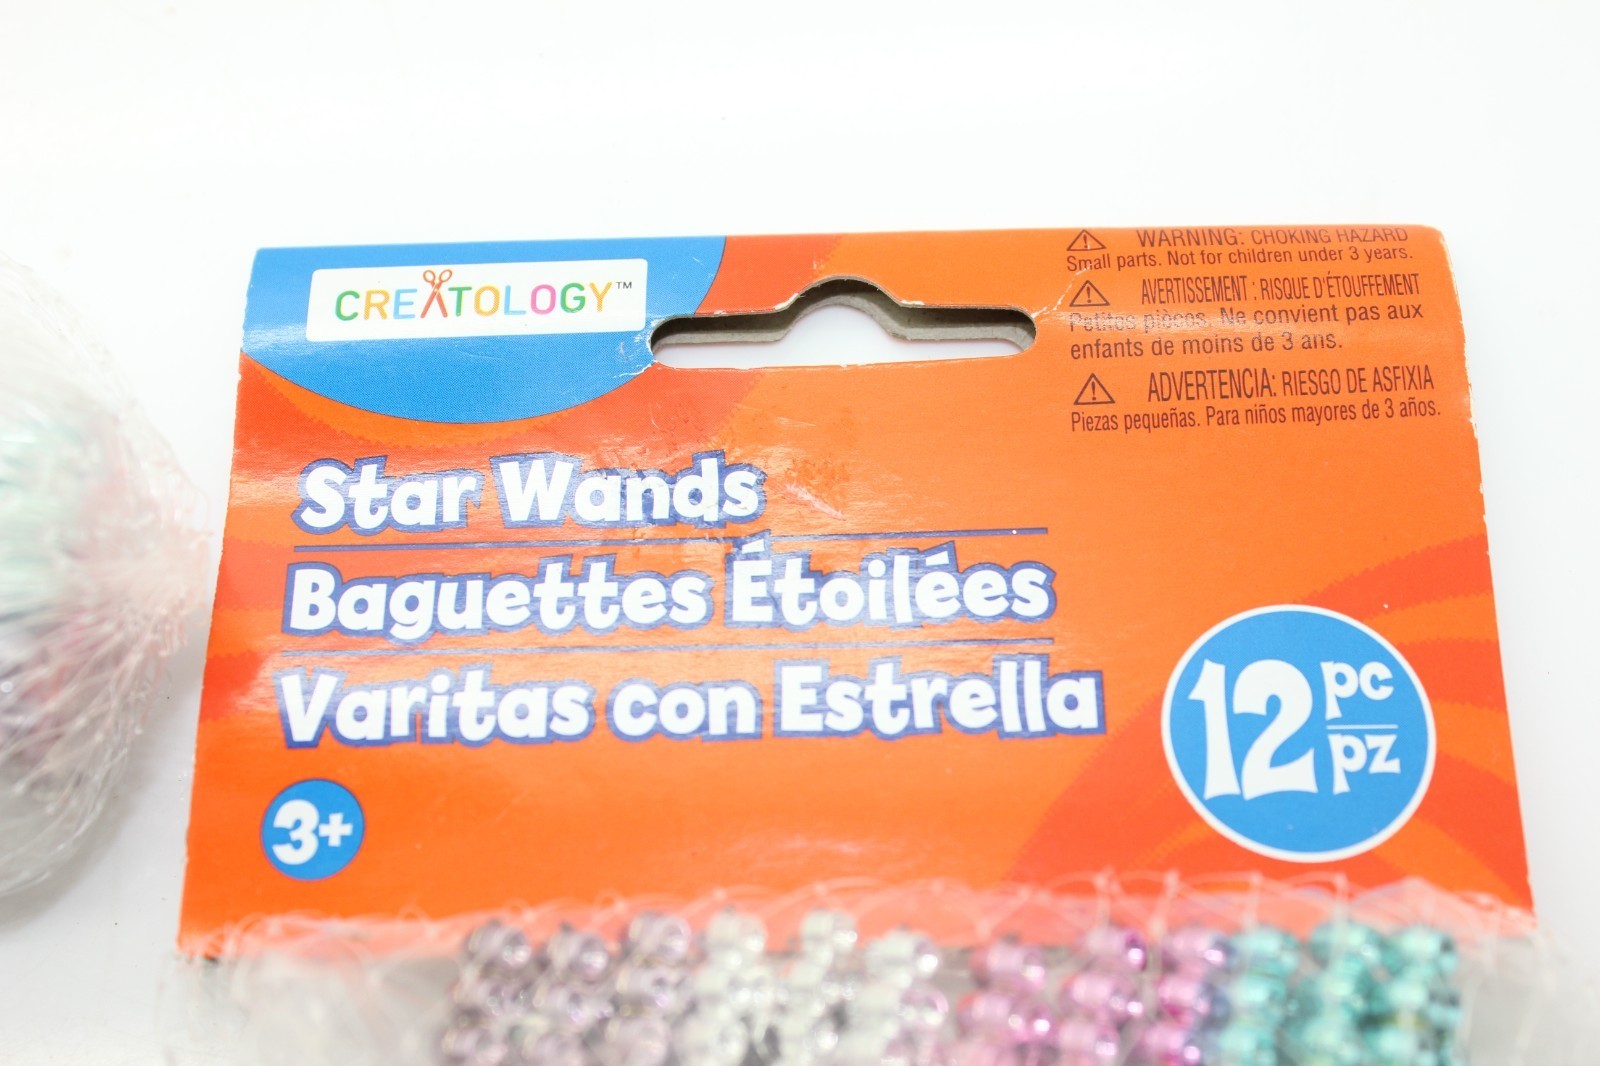 CREATOLOGY™
WARNING: CHOKING HAZARD
Small parts. Not for children under 3 years.
AVERTISSEMENT : RISQUE D'ÉTOUFFEMENT
Petites pièces. Ne convient pas aux
enfants de moins de 3 ans.
ADVERTENCIA: RIESGO DE ASFIXIA
Piezas pequeñas. Para niños mayores de 3 años.
Star Wands
Baguettes Étoilées
Varitas con Estrella
3+
12 pc
pz